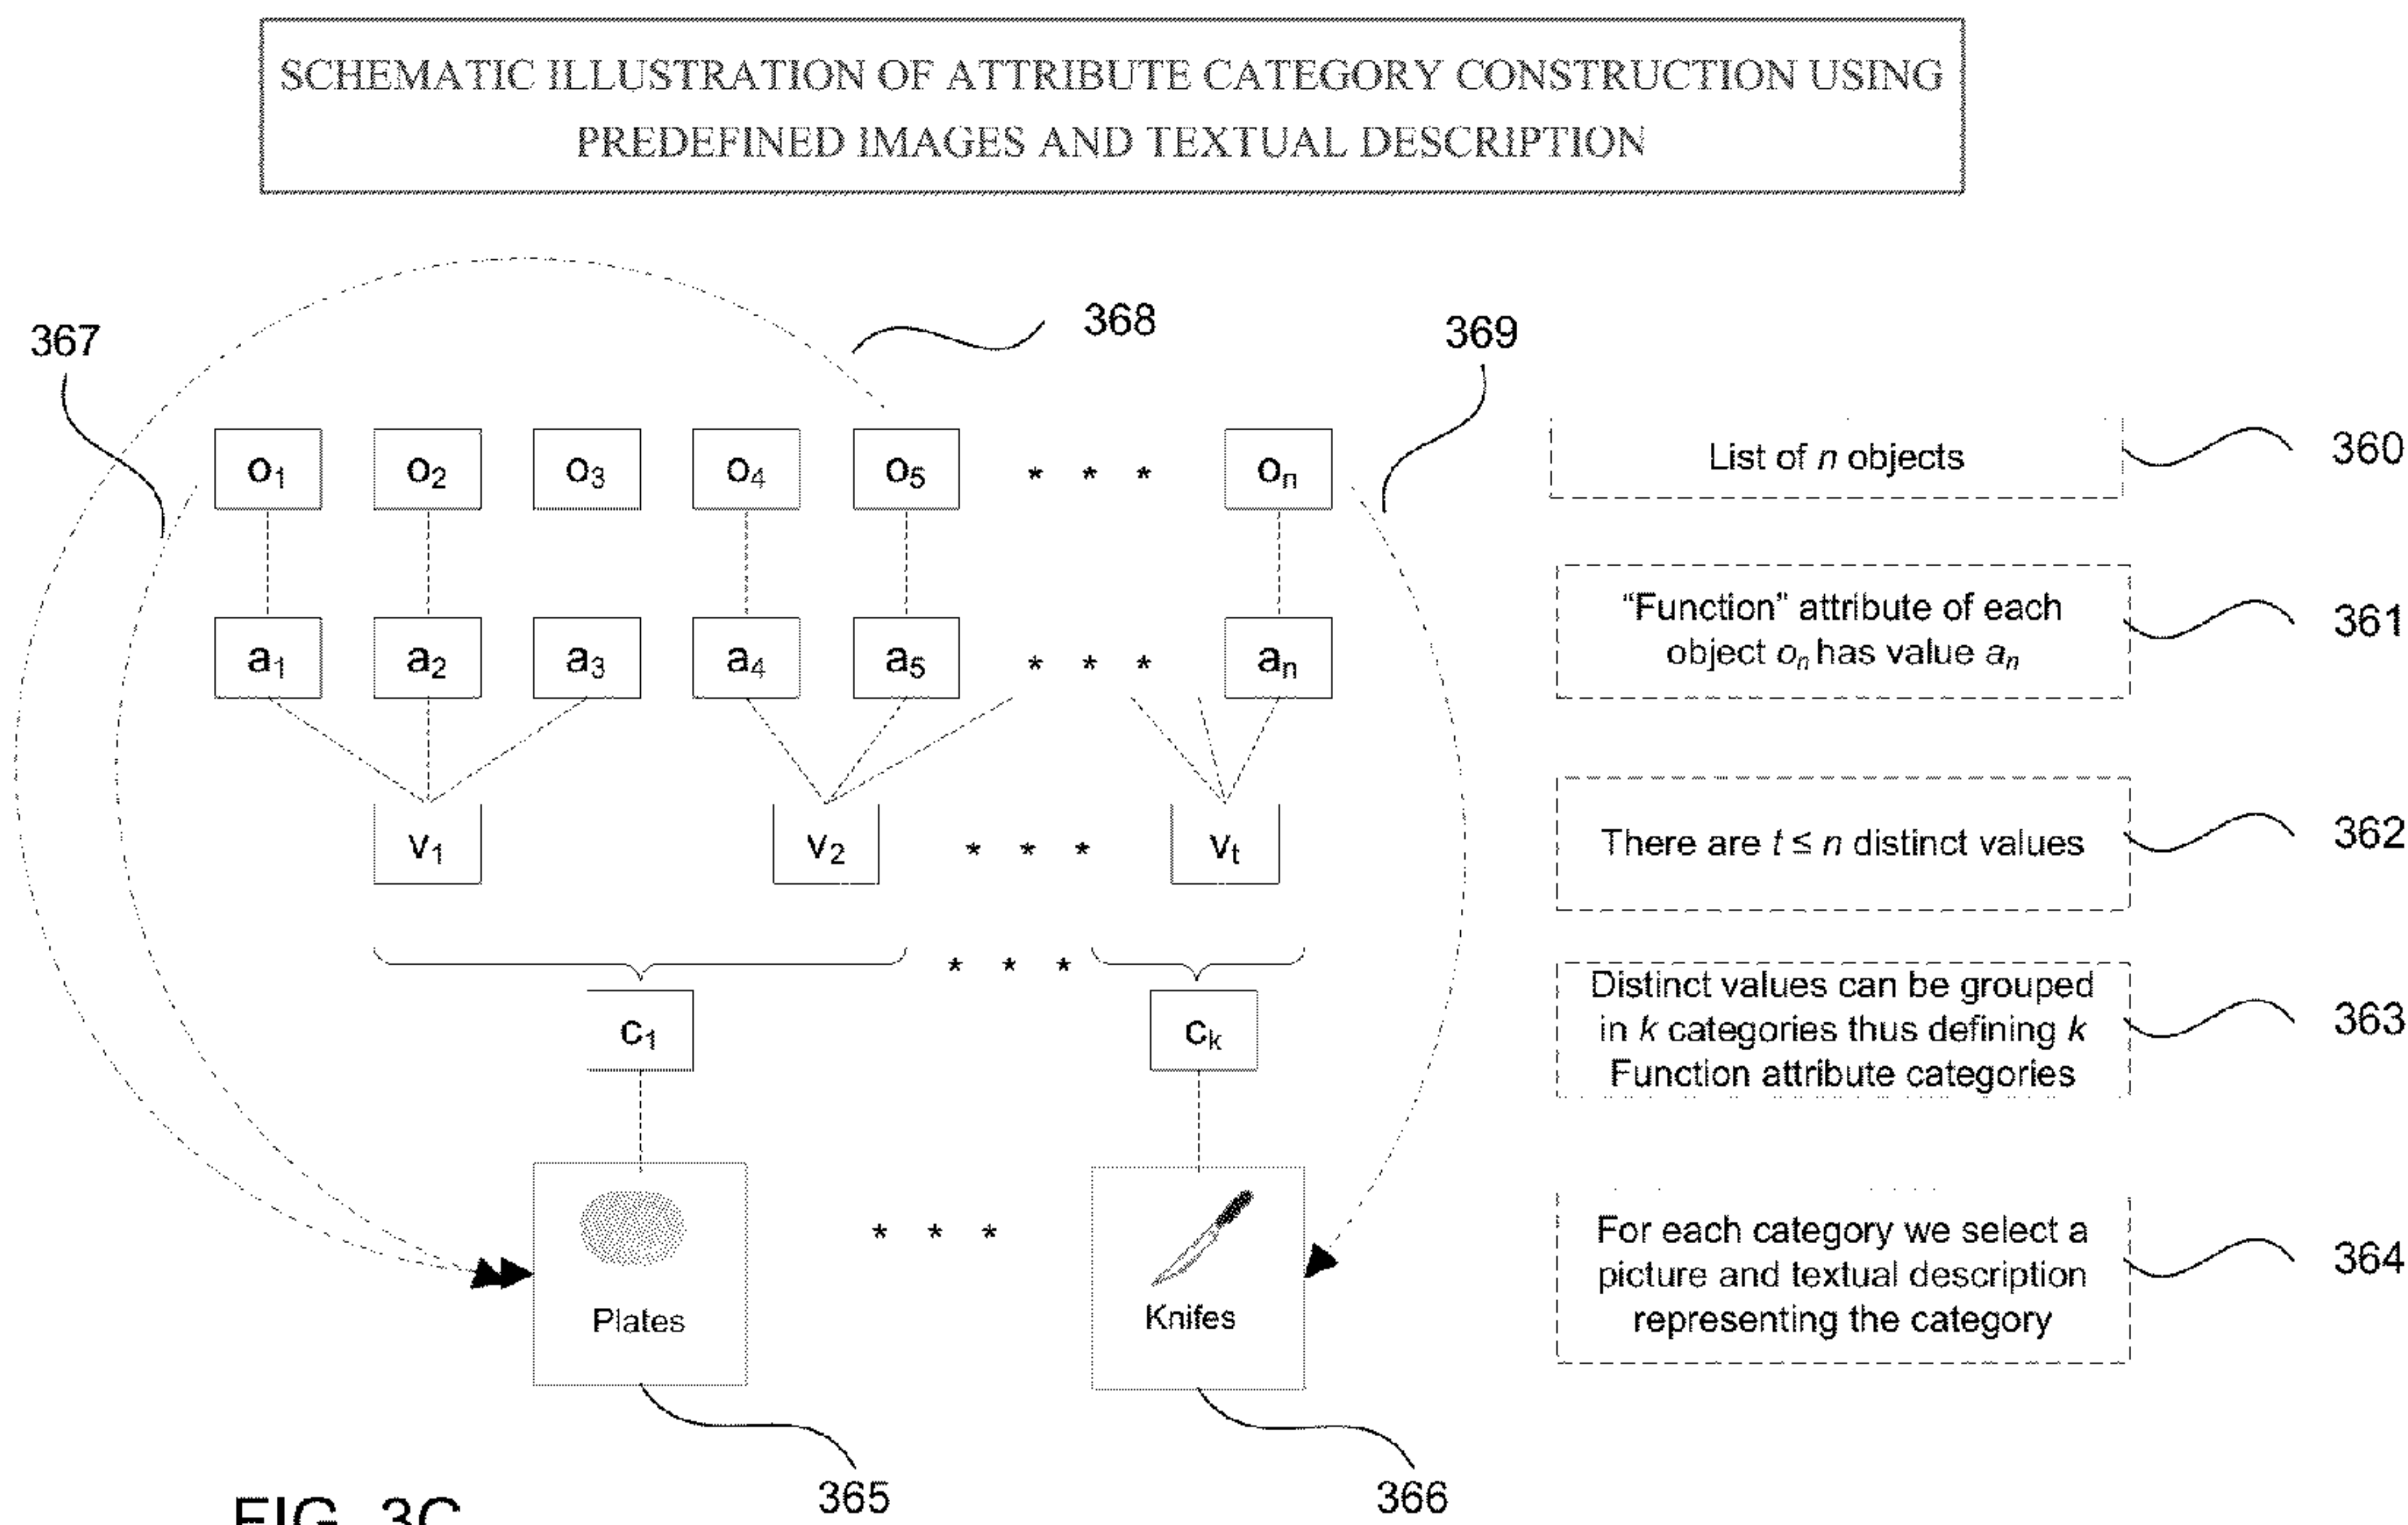 SCHEMATIC ILLUSTRATION OF ATTRIBUTE CATEGORY CONSTRUCTION USING
PREDEFINED IMAGES AND TEXTUAL DESCRIPTION
367
368
369
o1 o2 o3 o4 o5 * * * on
List of n objects
360
a1 a2 a3 a4 a5 * * * an
“Function” attribute of each
object on has value an
361
v1 v2 * * * vt
There are t ≤ n distinct values
362
* * *
c1 ck
Distinct values can be grouped
in k categories thus defining k
Function attribute categories
363
Plates
* * *
Knifes
For each category we select a
picture and textual description
representing the category
364
365
366
FIG. 3C